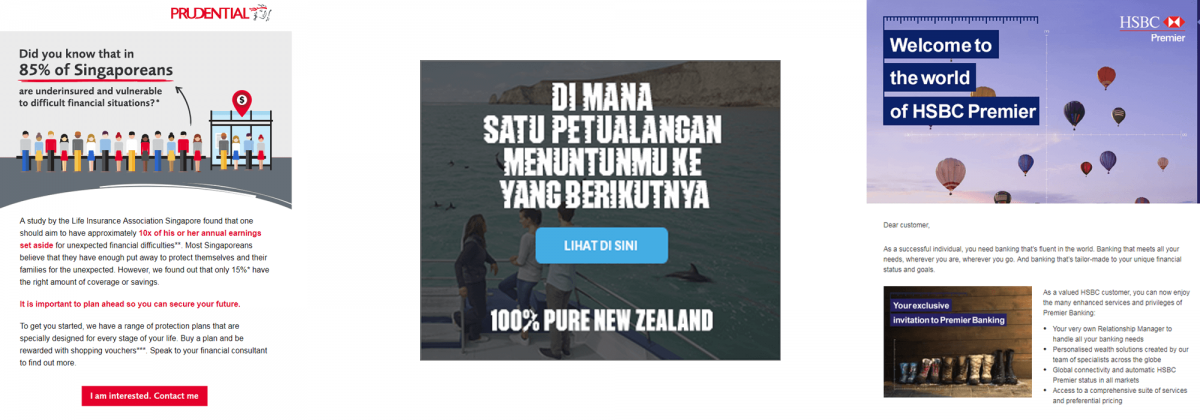 PRUDENTIAL
Did you know that in
85% of Singaporeans
are underinsured and vulnerable
to difficult financial situations?*
$
A study by the Life Insurance Association Singapore found that one
should aim to have approximately 10x of his or her annual earnings
set aside for unexpected financial difficulties**. Most Singaporeans
believe that they have enough put away to protect themselves and their
families for the unexpected. However, we found out that only 15%* have
the right amount of coverage or savings.
It is important to plan ahead so you can secure your future.
To get you started, we have a range of protection plans that are
specially designed for every stage of your life. Buy a plan and be
rewarded with shopping vouchers***. Speak to your financial consultant
to find out more.
I am interested. Contact me
DI MANA
SATU PETUALANGAN
MENUNTUNMU KE
YANG BERIKUTNYA
LIHAT DI SINI
100% PURE NEW ZEALAND
HSBC
Premier
Welcome to
the world
of HSBC Premier
Dear customer,
As a successful individual, you need banking that's fluent in the world. Banking that meets all your
needs, wherever you are, wherever you go. And banking that's tailor-made to your unique financial
status and goals.
Your exclusive
invitation to Premier Banking
As a valued HSBC customer, you can now enjoy
the many enhanced services and privileges of
Premier Banking:
• Your very own Relationship Manager to
handle all your banking needs
• Personalised wealth solutions created by our
team of specialists across the globe
• Global connectivity and automatic HSBC
Premier status in all markets
• Access to a comprehensive suite of services
and preferential pricing